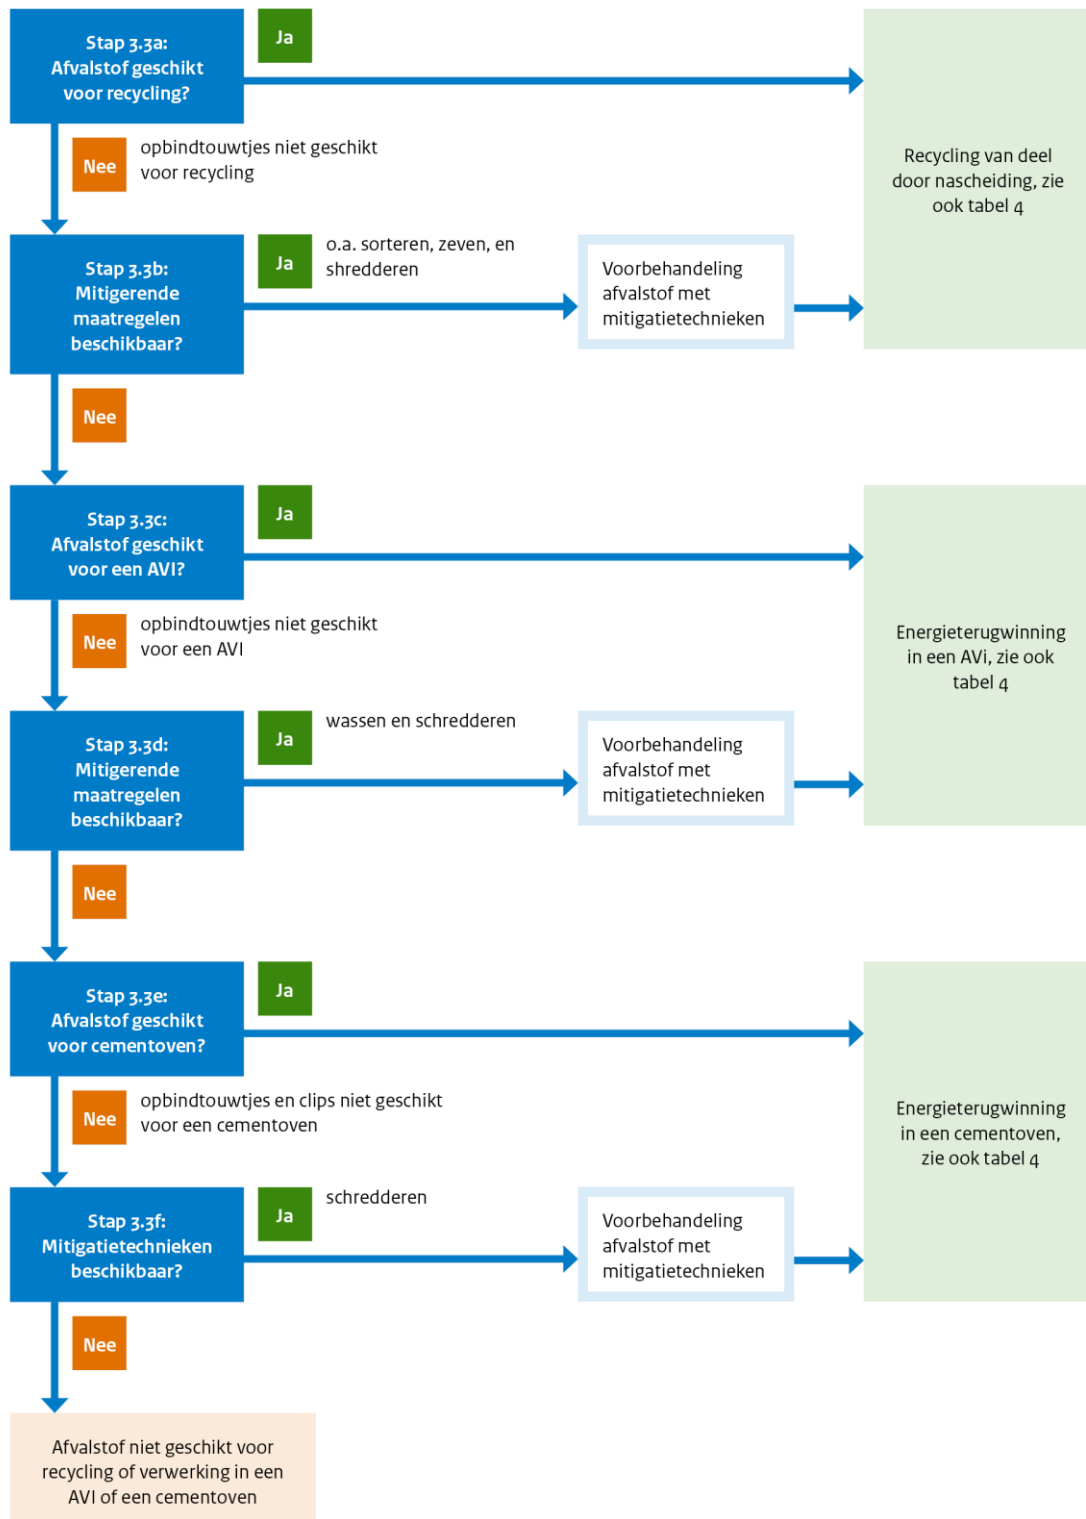 Stap 3.3a:
Afvalstof geschikt
voor recycling?
Ja
Nee
opbindtouwtjes niet geschikt
voor recycling
Recycling van deel
door nascheiding, zie
ook tabel 4
Stap 3.3b:
Mitigerende
maatregelen
beschikbaar?
Ja
o.a. sorteren, zeven, en
shredderen
Voorbehandeling
afvalstof met
mitigatietechnieken
Nee
Stap 3.3c:
Afvalstof geschikt
voor een AVI?
Ja
Nee
opbindtouwtjes niet geschikt
voor een AVI
Energieterugwinning
in een AVi, zie ook
tabel 4
Stap 3.3d:
Mitigerende
maatregelen
beschikbaar?
Ja
wassen en schredderen
Voorbehandeling
afvalstof met
mitigatietechnieken
Nee
Stap 3.3e:
Afvalstof geschikt
voor cementoven?
Ja
Nee
opbindtouwtjes en clips niet geschikt
voor een cementoven
Energieterugwinning
in een cementoven,
zie ook tabel 4
Stap 3.3f:
Mitigatietechnieken
beschikbaar?
Ja
schredderen
Voorbehandeling
afvalstof met
mitigatietechnieken
Nee
Afvalstof niet geschikt voor
recycling of verwerking in een
AVI of een cementoven